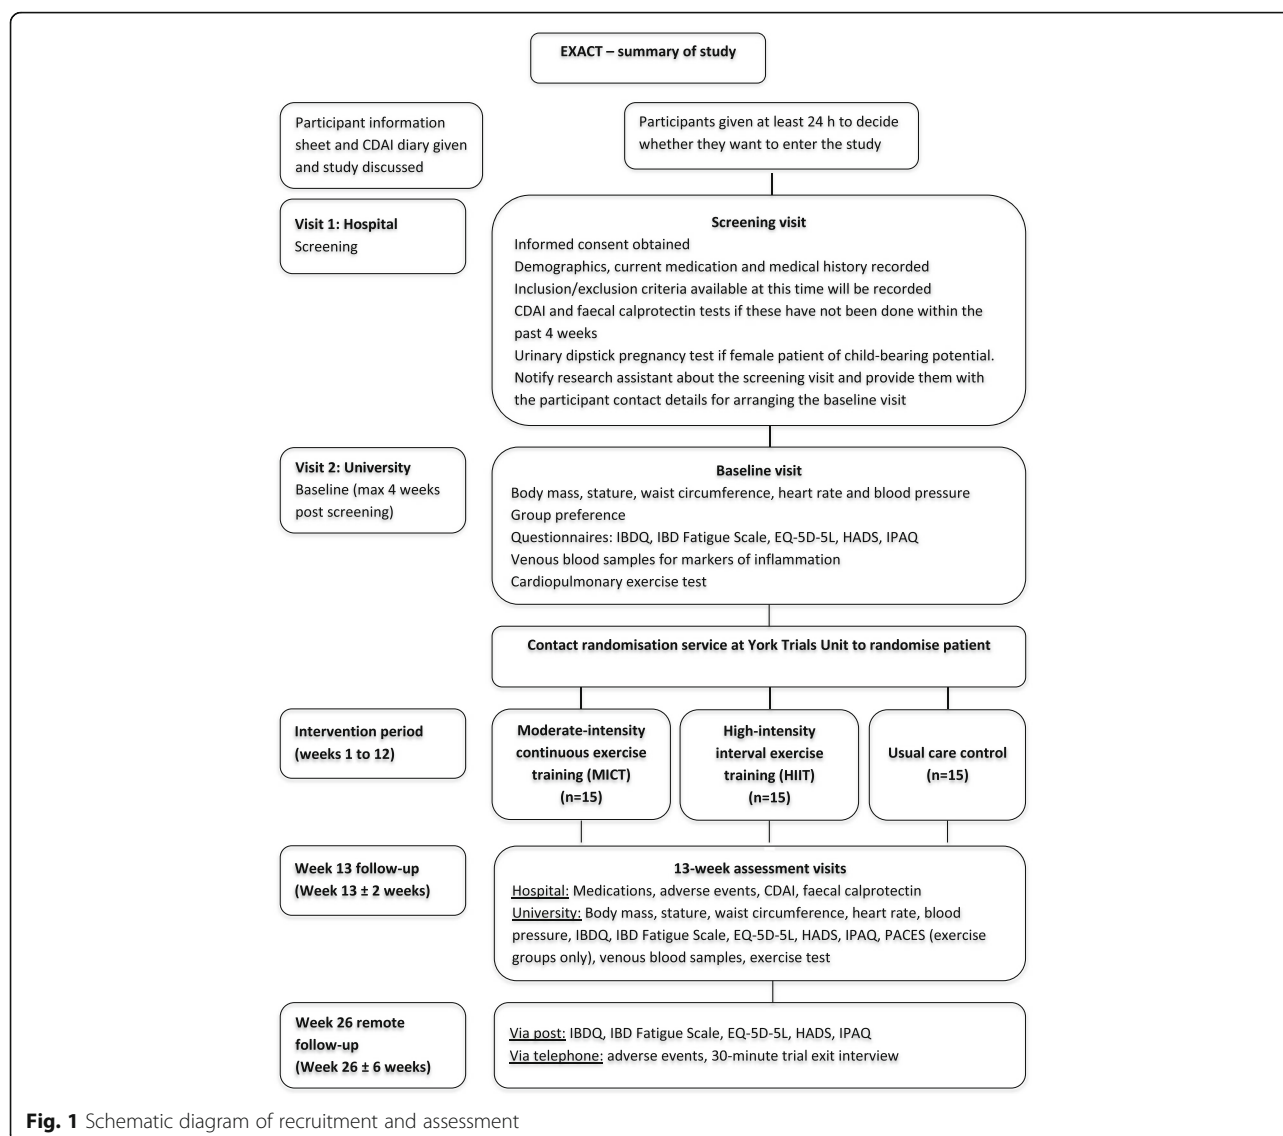 EXACT – summary of study
Participant information
sheet and CDAI diary given
and study discussed
Participants given at least 24 h to decide
whether they want to enter the study
Visit 1: Hospital
Screening
Screening visit
Informed consent obtained
Demographics, current medication and medical history recorded
Inclusion/exclusion criteria available at this time will be recorded
CDAI and faecal calprotectin tests if these have not been done within the
past 4 weeks
Urinary dipstick pregnancy test if female patient of child-bearing potential.
Notify research assistant about the screening visit and provide them with
the participant contact details for arranging the baseline visit
Visit 2: University
Baseline (max 4 weeks
post screening)
Baseline visit
Body mass, stature, waist circumference, heart rate and blood pressure
Group preference
Questionnaires: IBDQ, IBD Fatigue Scale, EQ-5D-5L, HADS, IPAQ
Venous blood samples for markers of inflammation
Cardiopulmonary exercise test
Contact randomisation service at York Trials Unit to randomise patient
Intervention period
(weeks 1 to 12)
Moderate-intensity
continuous exercise
training (MICT)
(n=15)
High-intensity
interval exercise
training (HIIT)
(n=15)
Usual care control
(n=15)
Week 13 follow-up
(Week 13 ± 2 weeks)
13-week assessment visits
Hospital: Medications, adverse events, CDAI, faecal calprotectin
University: Body mass, stature, waist circumference, heart rate, blood
pressure, IBDQ, IBD Fatigue Scale, EQ-5D-5L, HADS, IPAQ, PACES (exercise
groups only), venous blood samples, exercise test
Week 26 remote
follow-up
(Week 26 ± 6 weeks)
Via post: IBDQ, IBD Fatigue Scale, EQ-5D-5L, HADS, IPAQ
Via telephone: adverse events, 30-minute trial exit interview
Fig. 1 Schematic diagram of recruitment and assessment